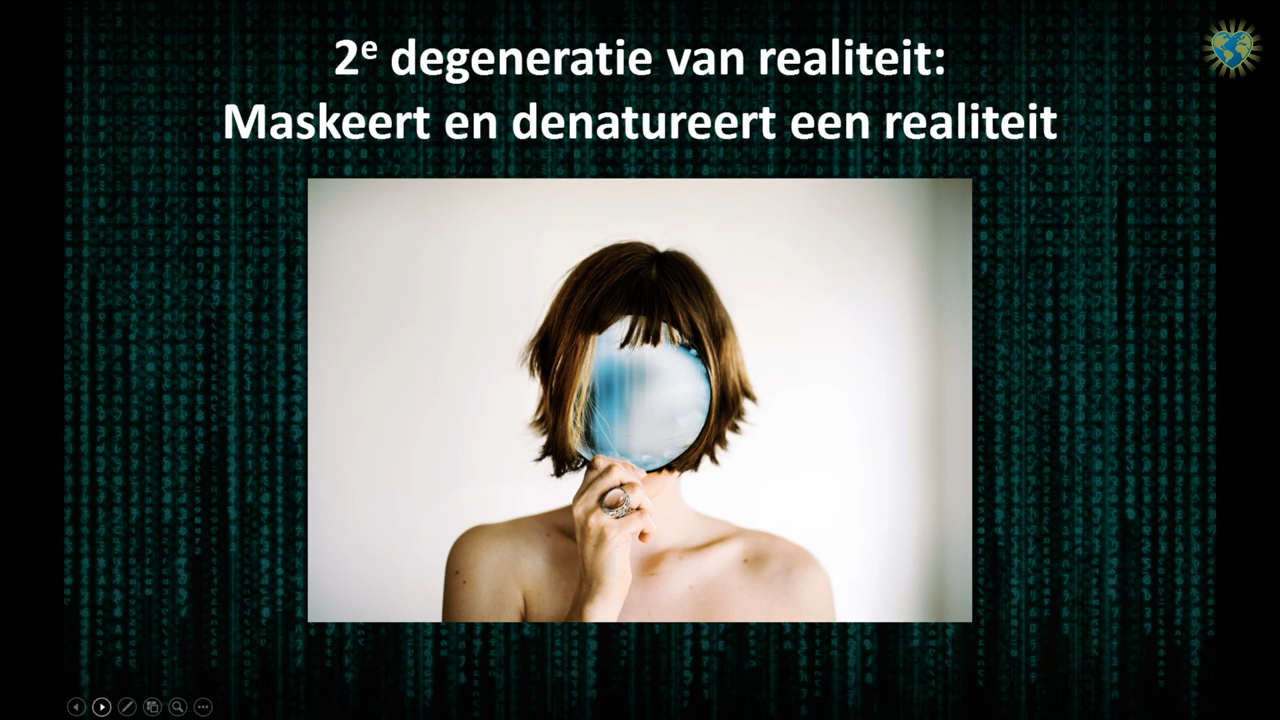 2e degeneratie van realiteit:
Maskeert en denatureert een realiteit